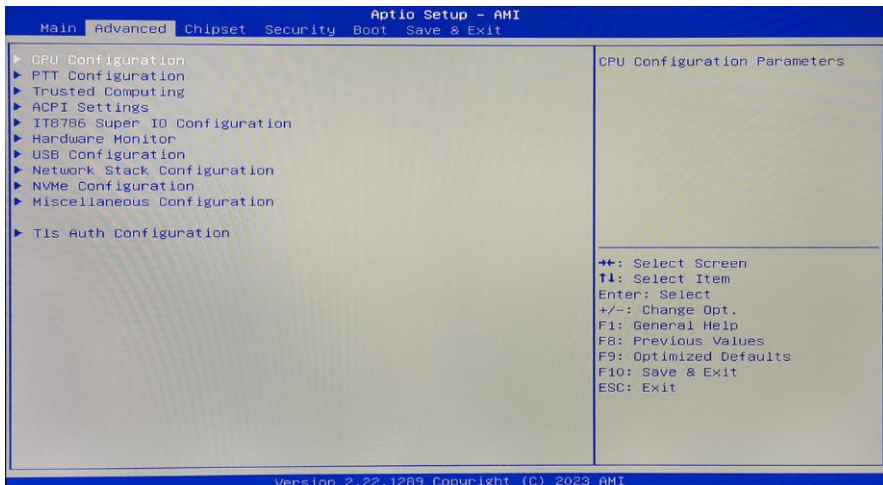 Aptio Setup - AMI
Main Advanced Chipset Security Boot Save & Exit
▶ CPU Configuration
▶ PTT Configuration
▶ Trusted Computing
▶ ACPI Settings
▶ IT8786 Super IO Configuration
▶ Hardware Monitor
▶ USB Configuration
▶ Network Stack Configuration
▶ NVMe Configuration
▶ Miscellaneous Configuration
▶ Tls Auth Configuration
CPU Configuration Parameters
→←: Select Screen
↑↓: Select Item
Enter: Select
+/-: Change Opt.
F1: General Help
F8: Previous Values
F9: Optimized Defaults
F10: Save & Exit
ESC: Exit
Version 2.22.1289 Copyright (C) 2023 AMI